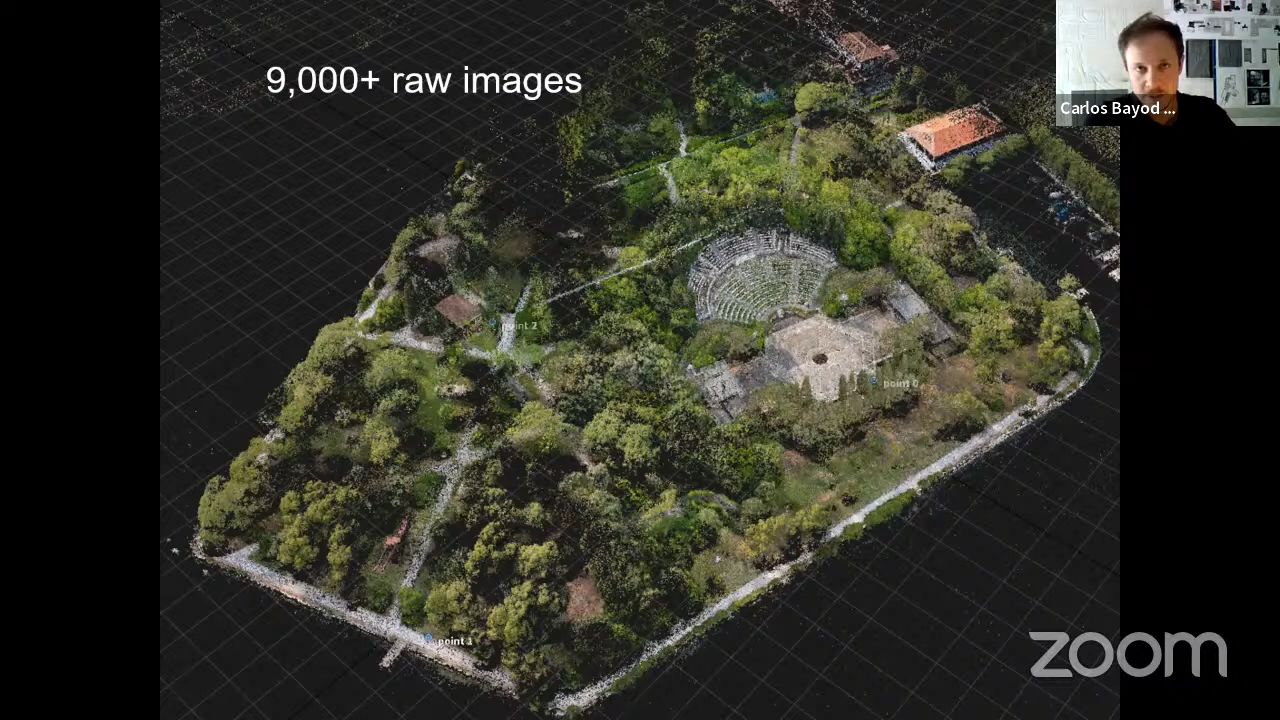 9,000+ raw images
Carlos Bayod ...
point 2
point 0
point 1
zoom